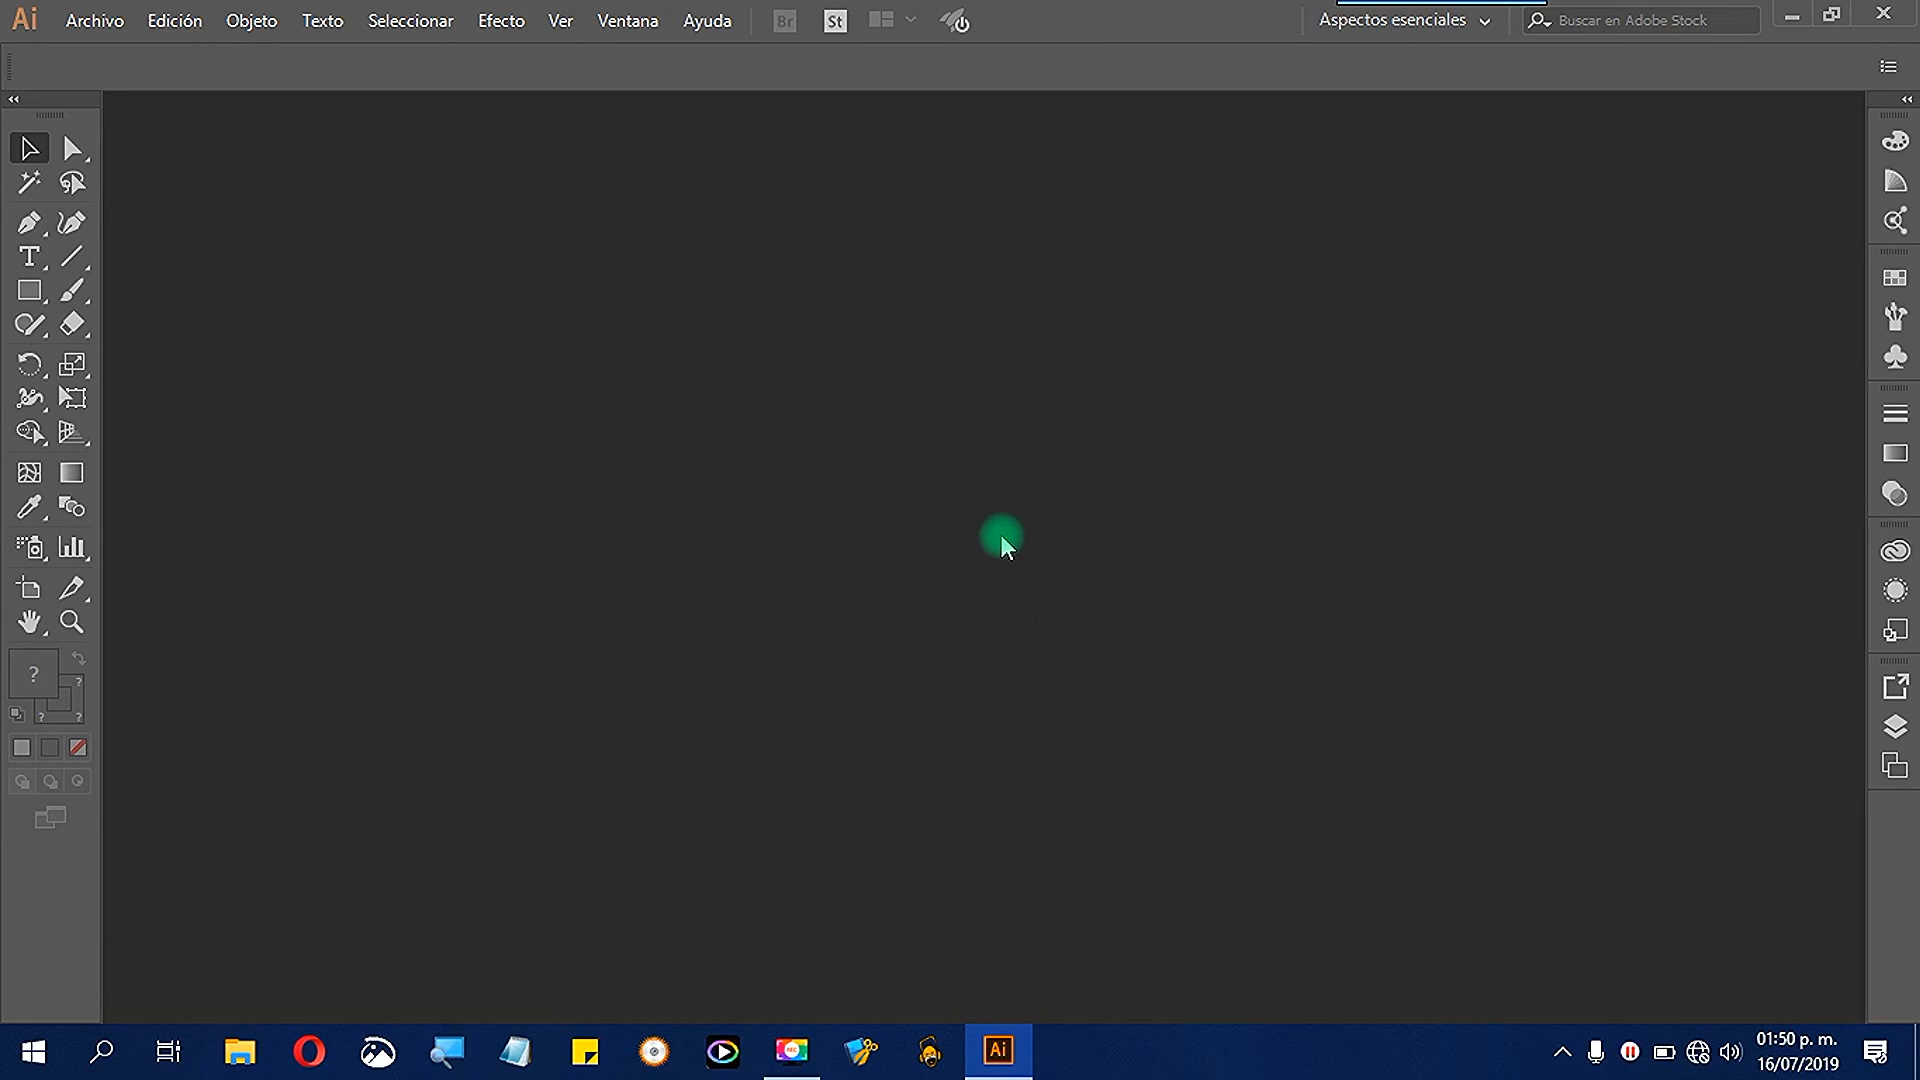 Ai Archivo Edición Objeto Texto Seleccionar Efecto Ver Ventana Ayuda Br St Aspectos esenciales Buscar en Adobe Stock
T
?
?
? ?
REC
Ai
01:50 p. m.
16/07/2019